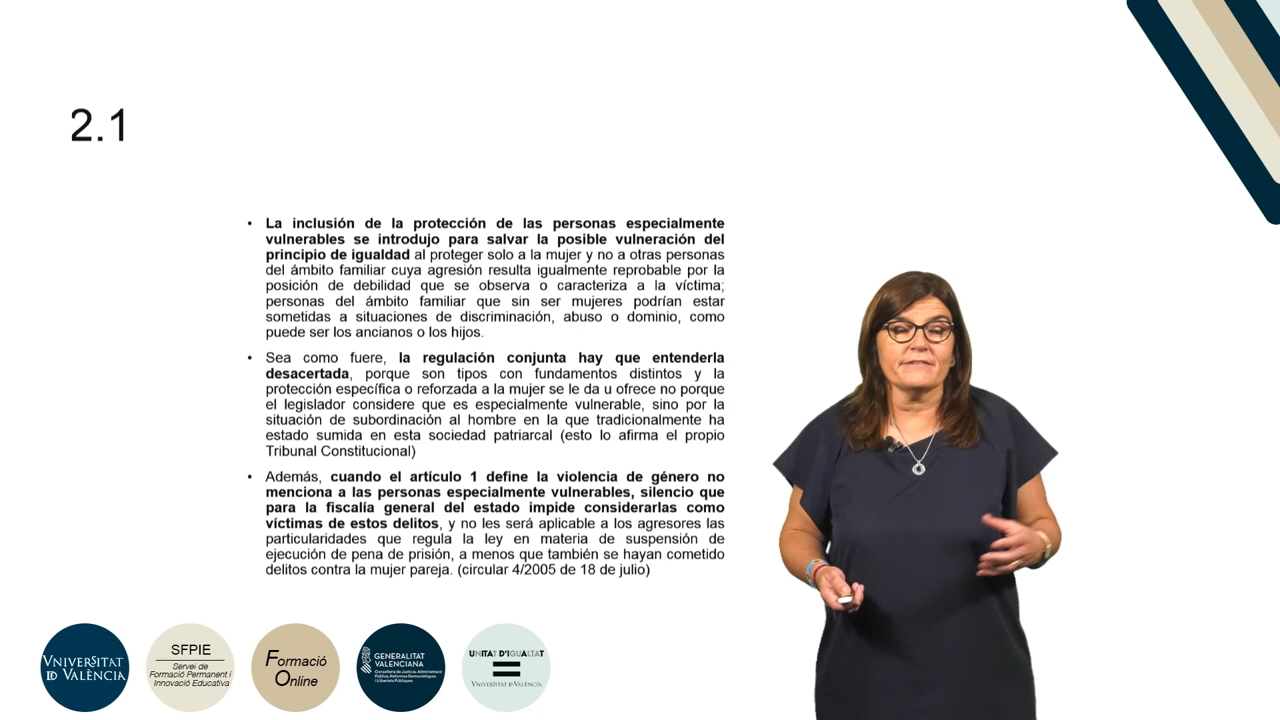 2.1
• La inclusión de la protección de las personas especialmente
vulnerables se introdujo para salvar la posible vulneración del
principio de igualdad al proteger solo a la mujer y no a otras personas
del ámbito familiar cuya agresión resulta igualmente reprobable por la
posición de debilidad que se observa o caracteriza a la víctima;
personas del ámbito familiar que sin ser mujeres podrían estar
sometidas a situaciones de discriminación, abuso o dominio, como
puede ser los ancianos o los hijos.
• Sea como fuere, la regulación conjunta hay que entenderla
desacertada, porque son tipos con fundamentos distintos y la
protección específica o reforzada a la mujer se le da u ofrece no porque
el legislador considere que es especialmente vulnerable, sino por la
situación de subordinación al hombre en la que tradicionalmente ha
estado sumida en esta sociedad patriarcal (esto lo afirma el propio
Tribunal Constitucional)
• Además, cuando el artículo 1 define la violencia de género no
menciona a las personas especialmente vulnerables, silencio que
para la fiscalía general del estado impide considerarlas como
víctimas de estos delitos, y no les será aplicable a los agresores las
particularidades que regula la ley en materia de suspensión de
ejecución de pena de prisión, a menos que también se hayan cometido
delitos contra la mujer pareja. (circular 4/2005 de 18 de julio)
VNIVERSITAT
DE VALÈNCIA
SFPIE
Servei de
Formació Permanent i
Innovació Educativa
Formació
Online
GENERALITAT
VALENCIANA
Conselleria de Justícia, Administració
Pública, Reformes Democràtiques
i Llibertats Públiques
UNITAT D'IGUALTAT
VNIVERSITAT DE VALÈNCIA